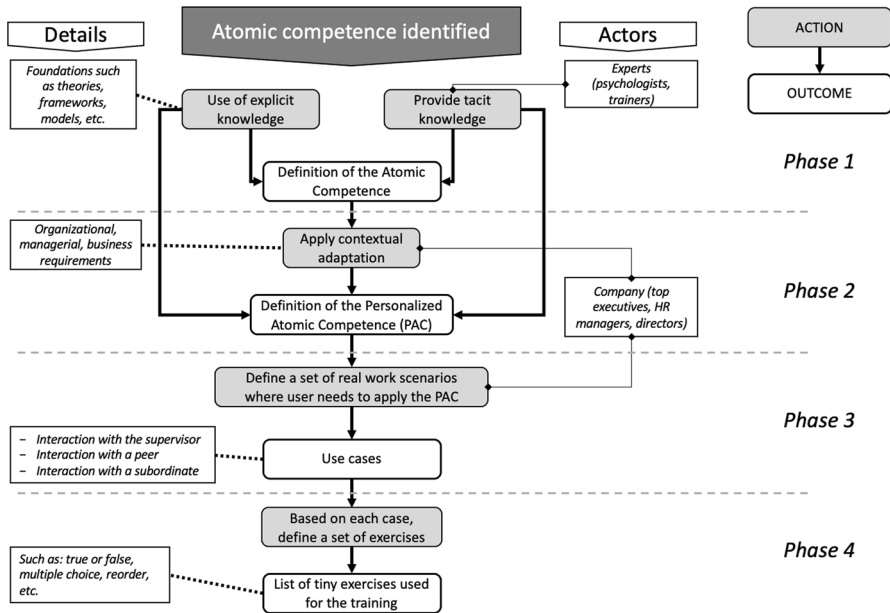 Details
Atomic competence identified
Actors
ACTION
OUTCOME
Foundations such
as theories,
frameworks,
models, etc.
Use of explicit
knowledge
Provide tacit
knowledge
Experts
(psychologists,
trainers)
Phase 1
Definition of the Atomic
Competence
Organizational,
managerial, business
requirements
Apply contextual
adaptation
Phase 2
Definition of the Personalized
Atomic Competence (PAC)
Company (top
executives, HR
managers, directors)
Define a set of real work scenarios
where user needs to apply the PAC
Phase 3
– Interaction with the supervisor
– Interaction with a peer
– Interaction with a subordinate
Use cases
Based on each case,
define a set of exercises
Phase 4
Such as: true or false,
multiple choice, reorder,
etc.
List of tiny exercises used
for the training